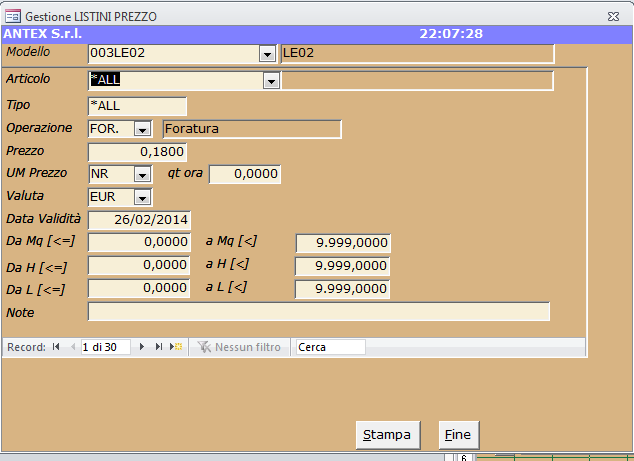 Gestione LISTINI PREZZO
ANTEX S.r.l. 22:07:28
Modello 003LE02 LE02
Articolo *ALL
Tipo *ALL
Operazione FOR. Foratura
Prezzo 0,1800
UM Prezzo NR qt ora 0,0000
Valuta EUR
Data Validità 26/02/2014
Da Mq [<=] 0,0000 a Mq [<] 9.999,0000
Da H [<=] 0,0000 a H [<] 9.999,0000
Da L [<=] 0,0000 a L [<] 9.999,0000
Note
Record: 1 di 30 Nessun filtro Cerca
Stampa Fine
6